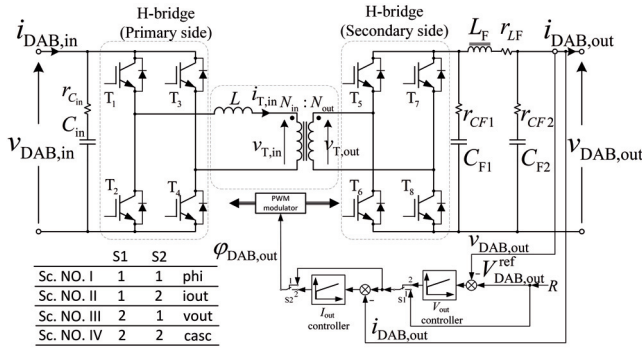 H-bridge
(Primary side)
H-bridge
(Secondary side)
i_DAB,in
L_F
r_LF
i_DAB,out
r_Cin
C_in
v_DAB,in
T_1
T_3
T_2
T_4
L
i_T,in
N_in : N_out
v_T,in
v_T,out
T_5
T_7
T_6
T_8
r_CF1
C_F1
r_CF2
C_F2
v_DAB,out
PWM
modulator
φ_DAB,out
v_DAB,out
V^ref_DAB,out
R
S1
2
1
S2
1
2
I_out
controller
V_out
controller
-
-
i_DAB,out
S1 S2
Sc. NO. I 1 1 phi
Sc. NO. II 1 2 iout
Sc. NO. III 2 1 vout
Sc. NO. IV 2 2 casc